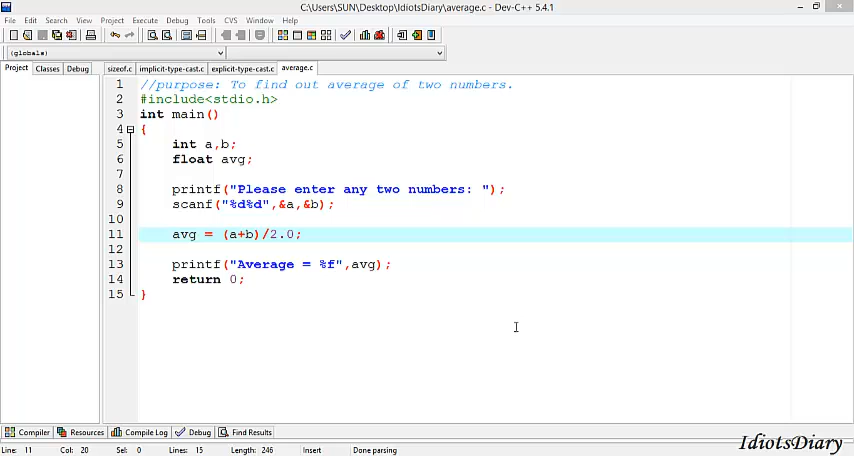 C:\Users\SUN\Desktop\IdiotsDiary\average.c - Dev-C++ 5.4.1
File Edit Search View Project Execute Debug Tools CVS Window Help
(globals)
Project Classes Debug
sizeof.c implicit-type-cast.c explicit-type-cast.c average.c
1 //purpose: To find out average of two numbers.
2 #include<stdio.h>
3 int main()
4 {
5 int a,b;
6 float avg;
7
8 printf("Please enter any two numbers: ");
9 scanf("%d%d",&a,&b);
10
11 avg = (a+b)/2.0;
12
13 printf("Average = %f",avg);
14 return 0;
15 }
Compiler Resources Compile Log Debug Find Results
Line: 11 Col: 20 Sel: 0 Lines: 15 Length: 246 Insert Done parsing
IdiotsDiary